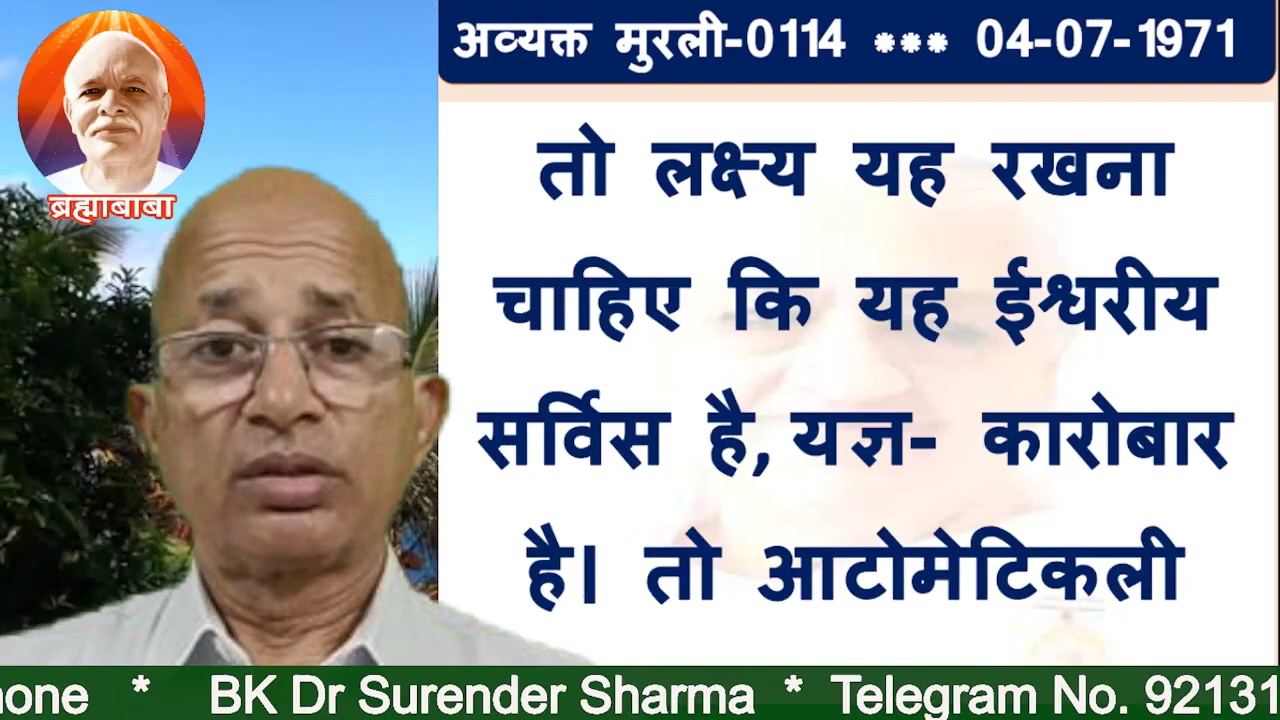 अव्यक्त मुरली-0114 *** 04-07-1971
ब्रह्माबाबा
तो लक्ष्य यह रखना
चाहिए कि यह ईश्वरीय
सर्विस है, यज्ञ- कारोबार
है। तो आटोमेटिकली
hone * BK Dr Surender Sharma * Telegram No. 92131